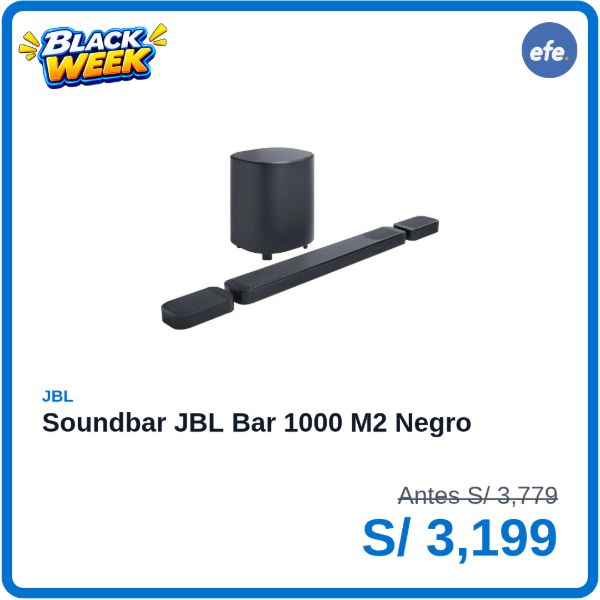 BLACK
WEEK
efe.
JBL
Soundbar JBL Bar 1000 M2 Negro
Antes S/ 3,779
S/ 3,199